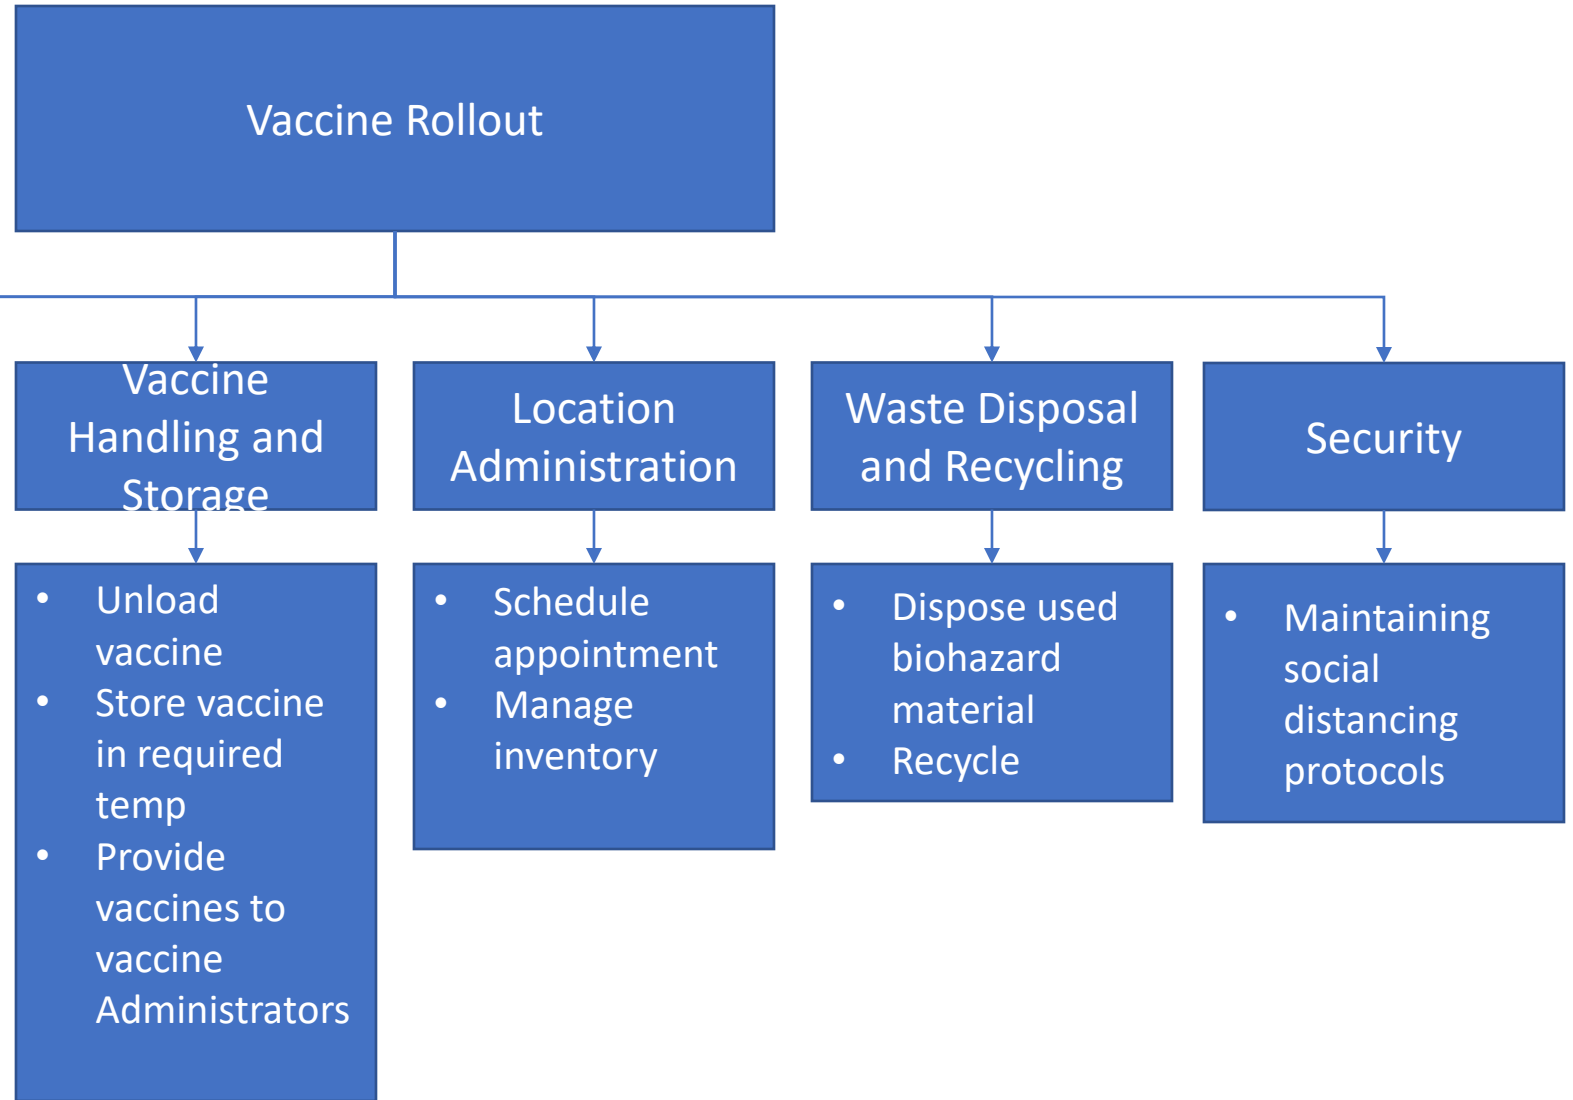 Vaccine Rollout
Vaccine
Handling and
Storage
Location
Administration
Waste Disposal
and Recycling
Security
• Unload
vaccine
• Store vaccine
in required
temp
• Provide
vaccines to
vaccine
Administrators
• Schedule
appointment
• Manage
inventory
• Dispose used
biohazard
material
• Recycle
• Maintaining
social
distancing
protocols